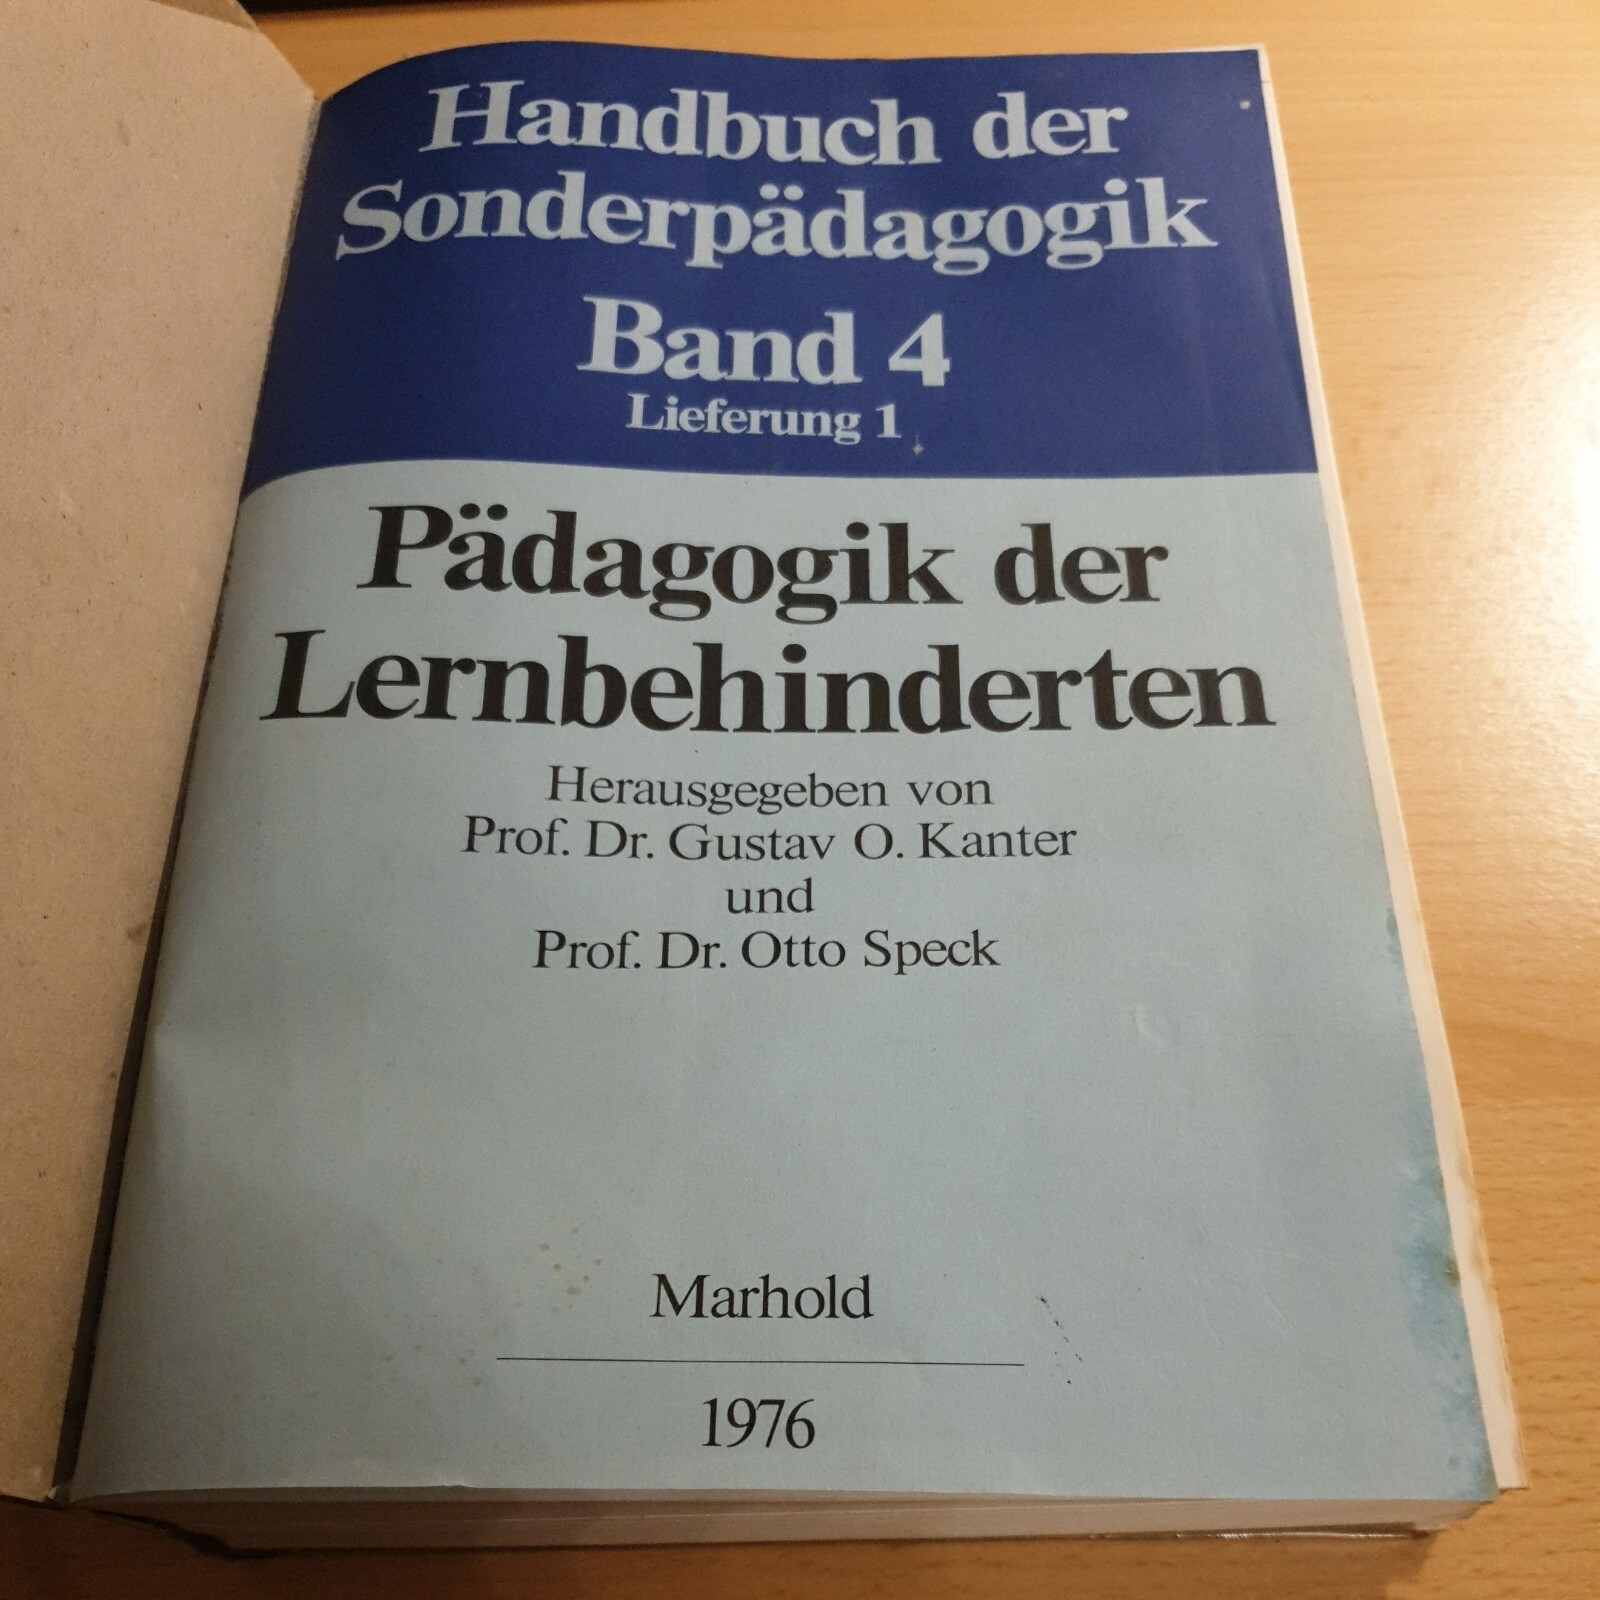 Handbuch der
Sonderpädagogik
Band 4
Lieferung 1
Pädagogik der
Lernbehinderten
Herausgegeben von
Prof. Dr. Gustav O. Kanter
und
Prof. Dr. Otto Speck
Marhold
1976